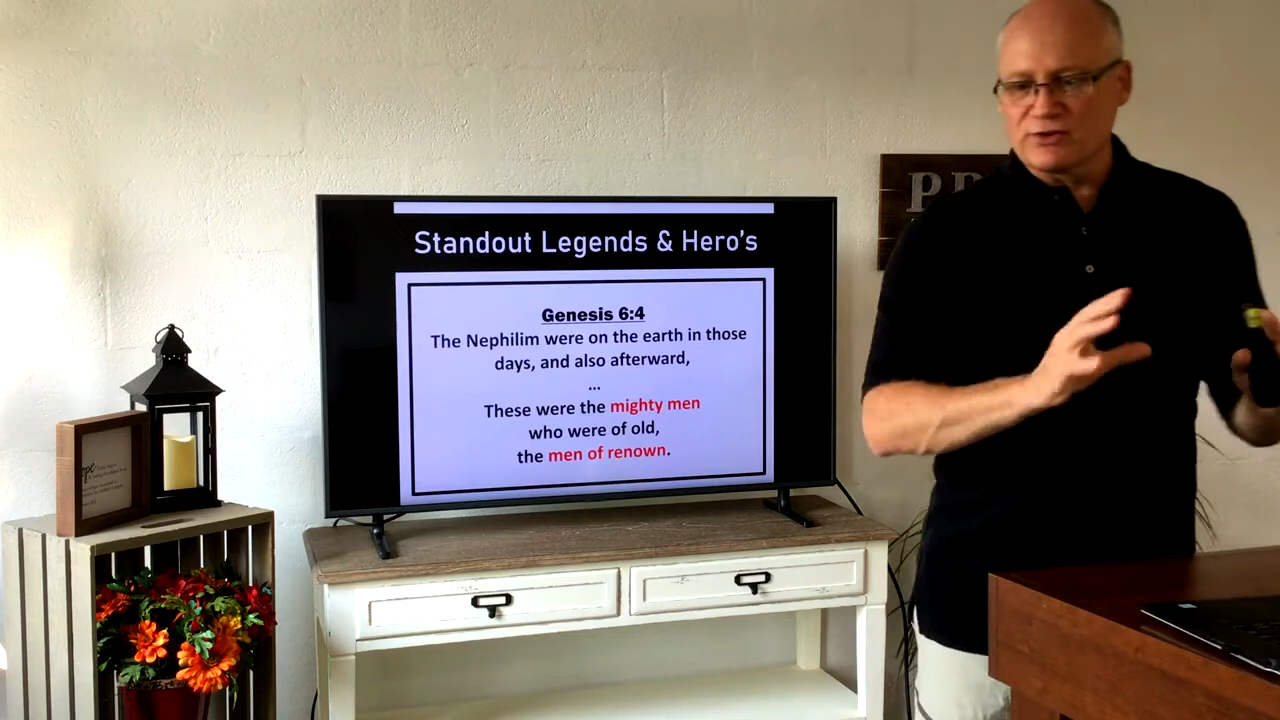 Standout Legends & Hero's
Genesis 6:4
The Nephilim were on the earth in those
days, and also afterward,
...
These were the mighty men
who were of old,
the men of renown.